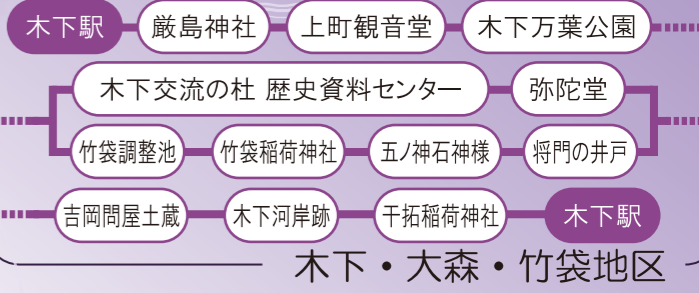 木下駅 厳島神社 上町観音堂 木下万葉公園
木下交流の杜 歴史資料センター 弥陀堂
竹袋調整池 竹袋稲荷神社 五ノ神石神様 将門の井戸
吉岡問屋土蔵 木下河岸跡 干拓稲荷神社 木下駅
木下・大森・竹袋地区